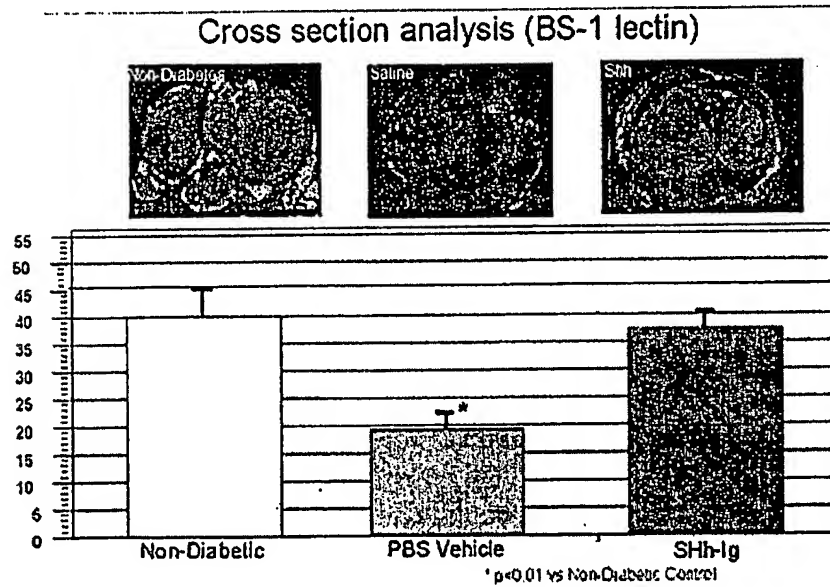 Cross section analysis (BS-1 lectin)
Non-Diabetes
Saline
Shh
55
50
45
40
35
30
25
20
15
10
5
0
*
Non-Diabetic
PBS Vehicle
SHh-Ig
* p<0.01 vs Non-Diabetic Control